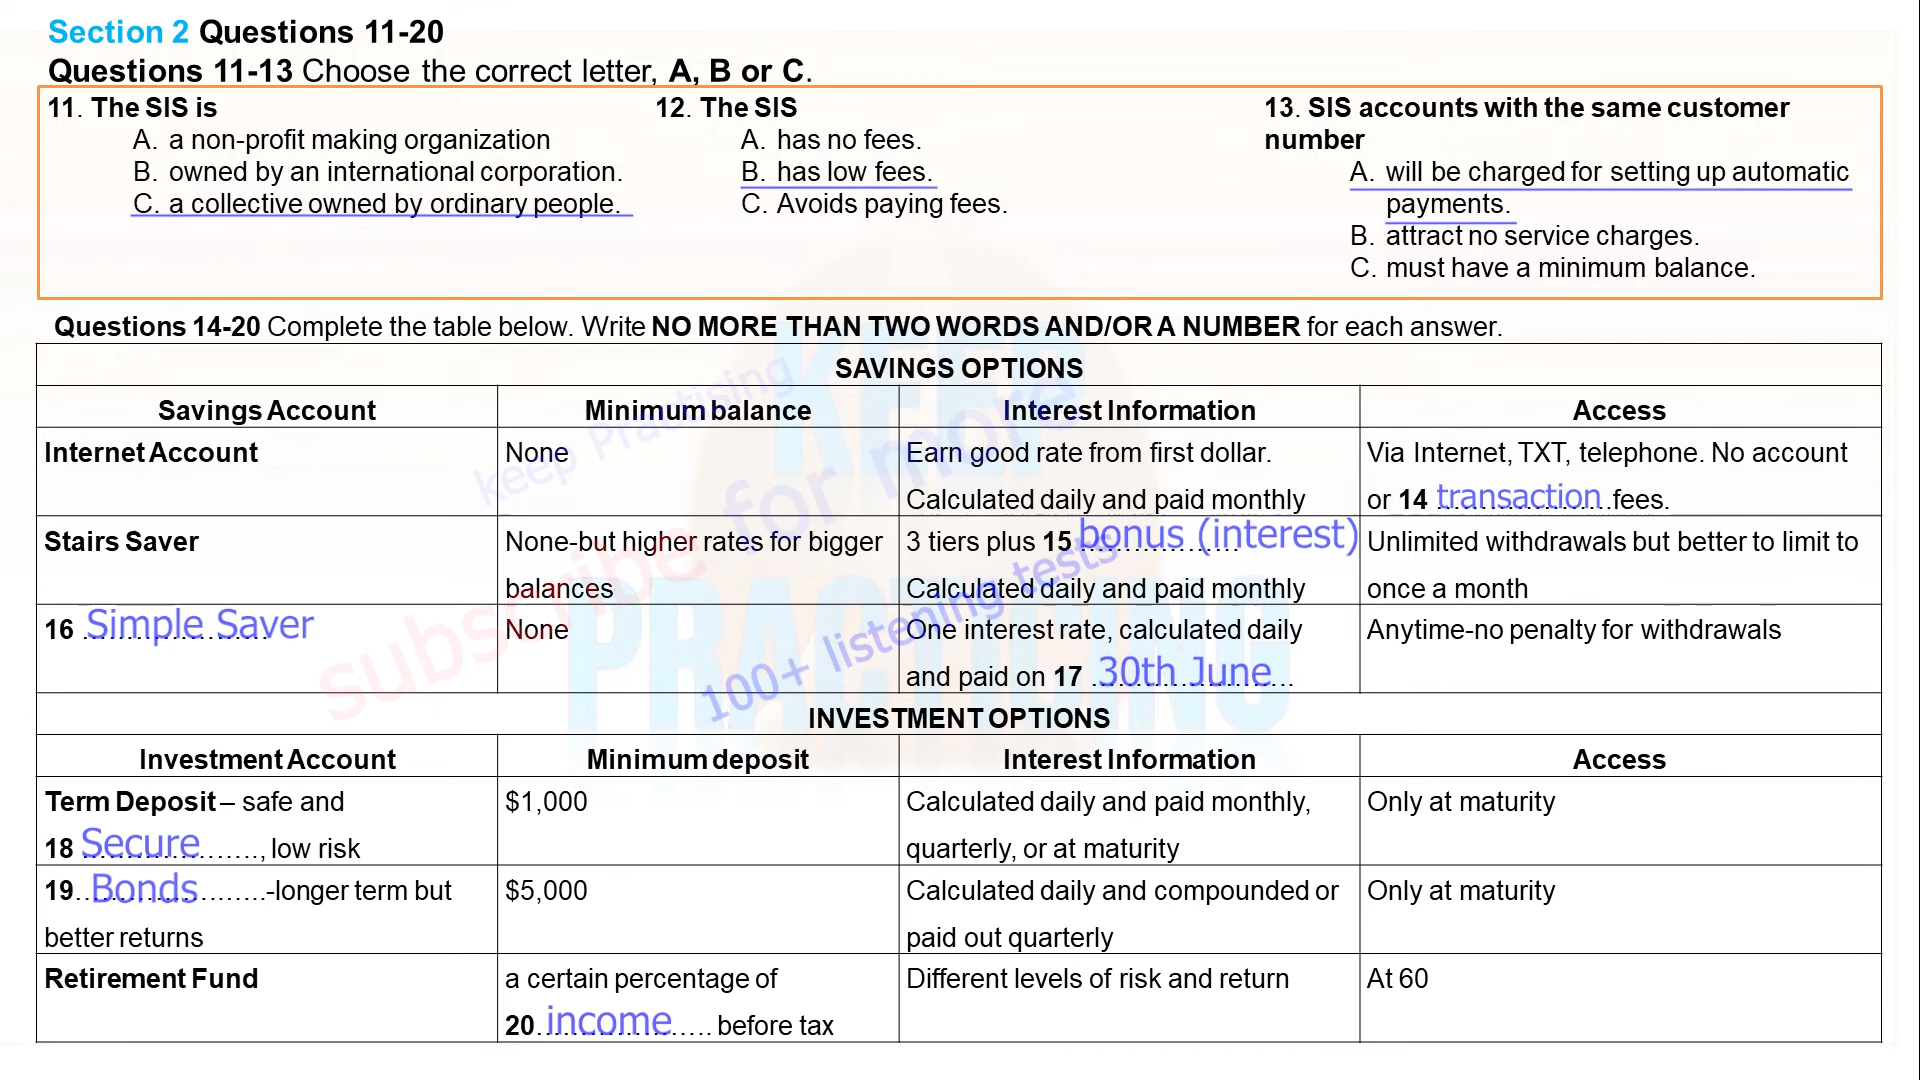 Section 2 Questions 11-20
Questions 11-13 Choose the correct letter, A, B or C.
11. The SIS is
A. a non-profit making organization
B. owned by an international corporation.
C. a collective owned by ordinary people.
12. The SIS
A. has no fees.
B. has low fees.
C. Avoids paying fees.
13. SIS accounts with the same customer
number
A. will be charged for setting up automatic
payments.
B. attract no service charges.
C. must have a minimum balance.
Questions 14-20 Complete the table below. Write NO MORE THAN TWO WORDS AND/OR A NUMBER for each answer.
SAVINGS OPTIONS
Savings Account Minimum balance Interest Information Access
Internet Account
None
Earn good rate from first dollar.
Calculated daily and paid monthly
Via Internet, TXT, telephone. No account
or 14 transaction fees.
Stairs Saver
None-but higher rates for bigger
balances
3 tiers plus 15 bonus (interest)
Calculated daily and paid monthly
Unlimited withdrawals but better to limit to
once a month
16 Simple Saver
None
One interest rate, calculated daily
and paid on 17 30th June
Anytime-no penalty for withdrawals
INVESTMENT OPTIONS
Investment Account Minimum deposit Interest Information Access
Term Deposit – safe and
18 Secure, low risk
$1,000
Calculated daily and paid monthly,
quarterly, or at maturity
Only at maturity
19 Bonds -longer term but
better returns
$5,000
Calculated daily and compounded or
paid out quarterly
Only at maturity
Retirement Fund
a certain percentage of
20 income before tax
Different levels of risk and return
At 60
KEEP
PRACTICING
keep Practising
subscribe for more
100+ listening tests